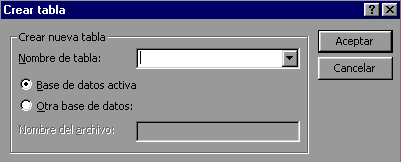 Crear tabla
Crear nueva tabla
Nombre de tabla:
Base de datos activa
Otra base de datos:
Nombre del archivo:
Aceptar
Cancelar